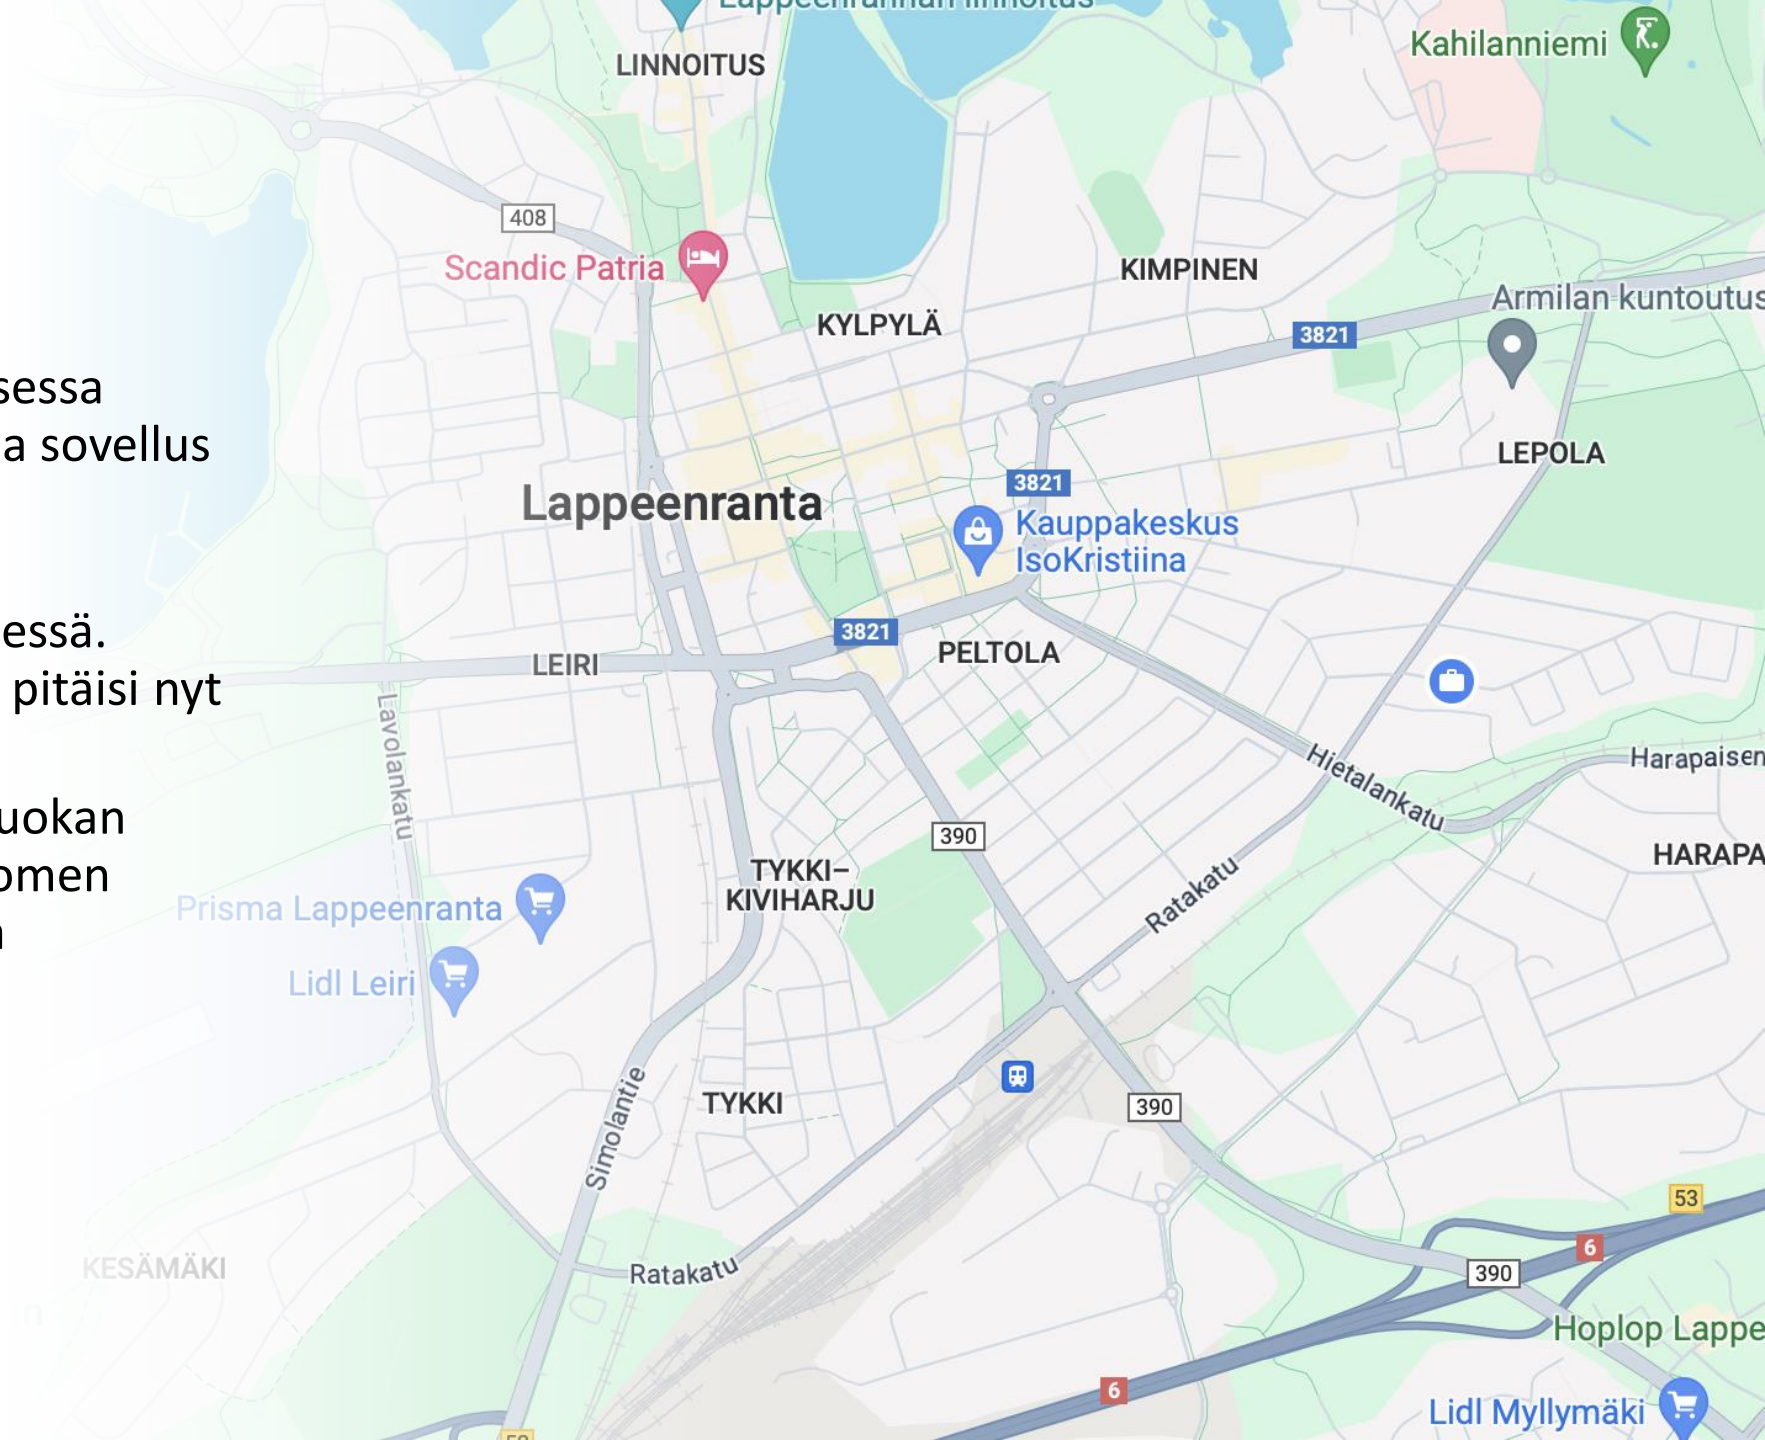 Lappeenrannan linnoitus
LINNOITUS
Kahilanniemi
408
Scandic Patria
KIMPINEN
Armilan kuntoutus
KYLPYLÄ
3821
sessa
a sovellus
LEPOLA
3821
Lappeenranta
Kauppakeskus
IsoKristiina
essä.
3821
PELTOLA
LEIRI
pitäisi nyt
Lavolankatu
Hietalankatu
Harapaisen
uokan
390
HARAPA
omen
TYKKI–
KIVIHARJU
Ratakatu
Prisma Lappeenranta
Lidl Leiri
TYKKI
390
Simolantie
53
6
KESÄMÄKI
Ratakatu
390
n
Hoplop Lappe
6
Lidl Myllymäki